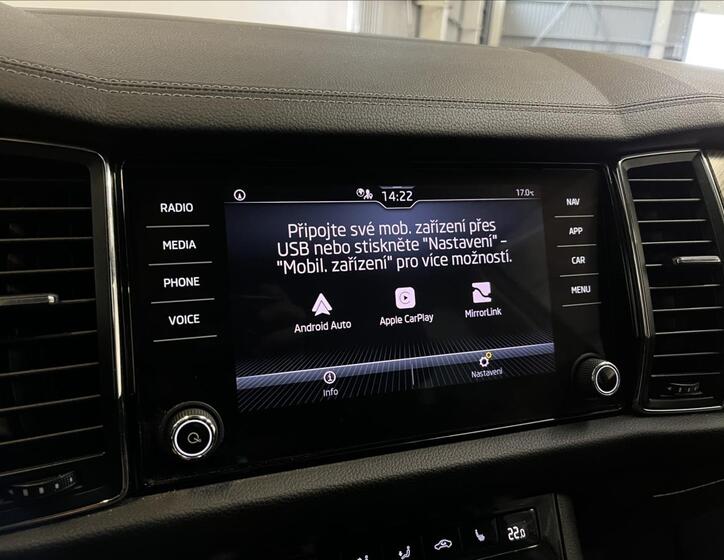 14:22
17.0°C
RADIO
MEDIA
PHONE
VOICE
Připojte své mob. zařízení přes
USB nebo stiskněte "Nastavení" –
"Mobil. zařízení" pro více možností.
Android Auto
Apple CarPlay
MirrorLink
Info
Nastavení
NAV
APP
CAR
MENU
22.0